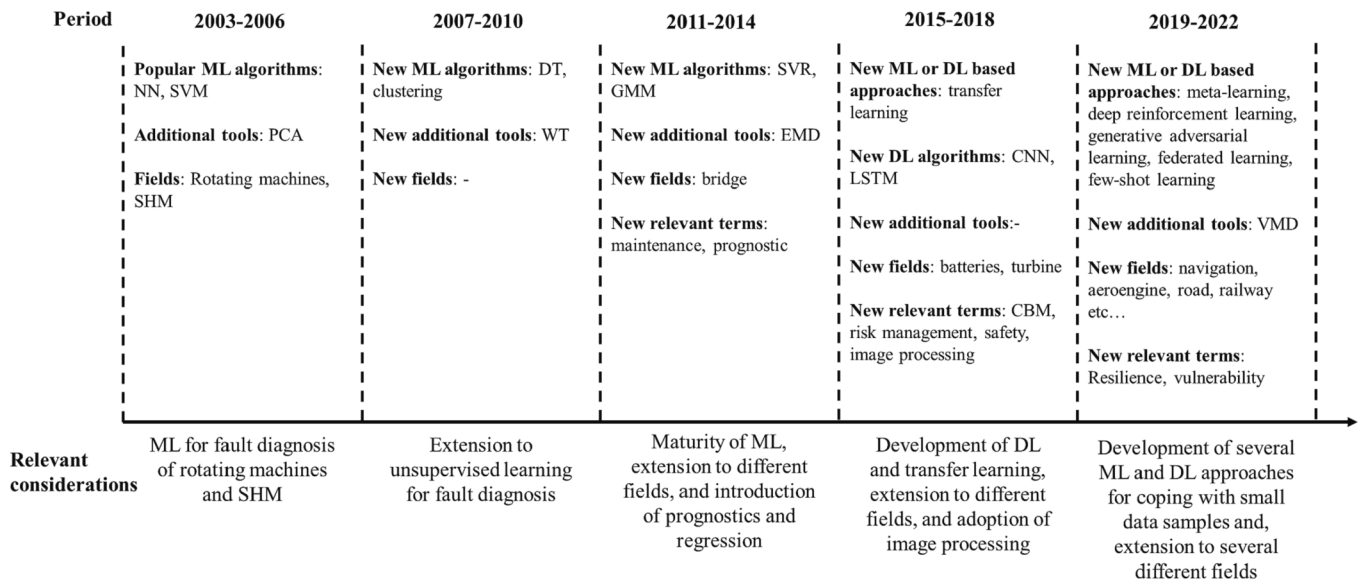 Period
2003-2006
2007-2010
2011-2014
2015-2018
2019-2022
Popular ML algorithms:
NN, SVM
Additional tools: PCA
Fields: Rotating machines,
SHM
New ML algorithms: DT,
clustering
New additional tools: WT
New fields: -
New ML algorithms: SVR,
GMM
New additional tools: EMD
New fields: bridge
New relevant terms:
maintenance, prognostic
New ML or DL based
approaches: transfer
learning
New DL algorithms: CNN,
LSTM
New additional tools:-
New fields: batteries, turbine
New relevant terms: CBM,
risk management, safety,
image processing
New ML or DL based
approaches: meta-learning,
deep reinforcement learning,
generative adversarial
learning, federated learning,
few-shot learning
New additional tools: VMD
New fields: navigation,
aeroengine, road, railway
etc…
New relevant terms:
Resilience, vulnerability
Relevant
considerations
ML for fault diagnosis
of rotating machines
and SHM
Extension to
unsupervised learning
for fault diagnosis
Maturity of ML,
extension to different
fields, and introduction
of prognostics and
regression
Development of DL
and transfer learning,
extension to different
fields, and adoption of
image processing
Development of several
ML and DL approaches
for coping with small
data samples and,
extension to several
different fields